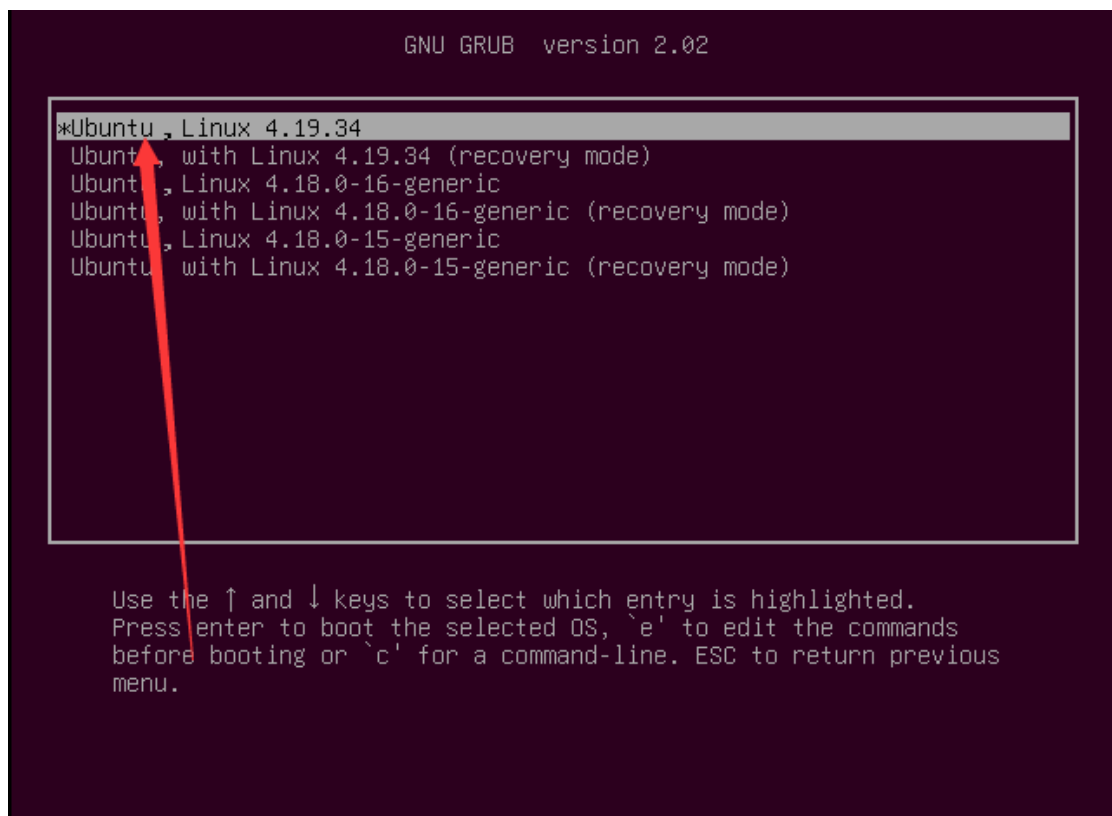 GNU GRUB version 2.02
*Ubuntu , Linux 4.19.34
Ubuntu, with Linux 4.19.34 (recovery mode)
Ubuntu , Linux 4.18.0-16-generic
Ubuntu, with Linux 4.18.0-16-generic (recovery mode)
Ubuntu , Linux 4.18.0-15-generic
Ubuntu, with Linux 4.18.0-15-generic (recovery mode)
Use the ↑ and ↓ keys to select which entry is highlighted.
Press enter to boot the selected OS, `e' to edit the commands
before booting or `c' for a command-line. ESC to return previous
menu.